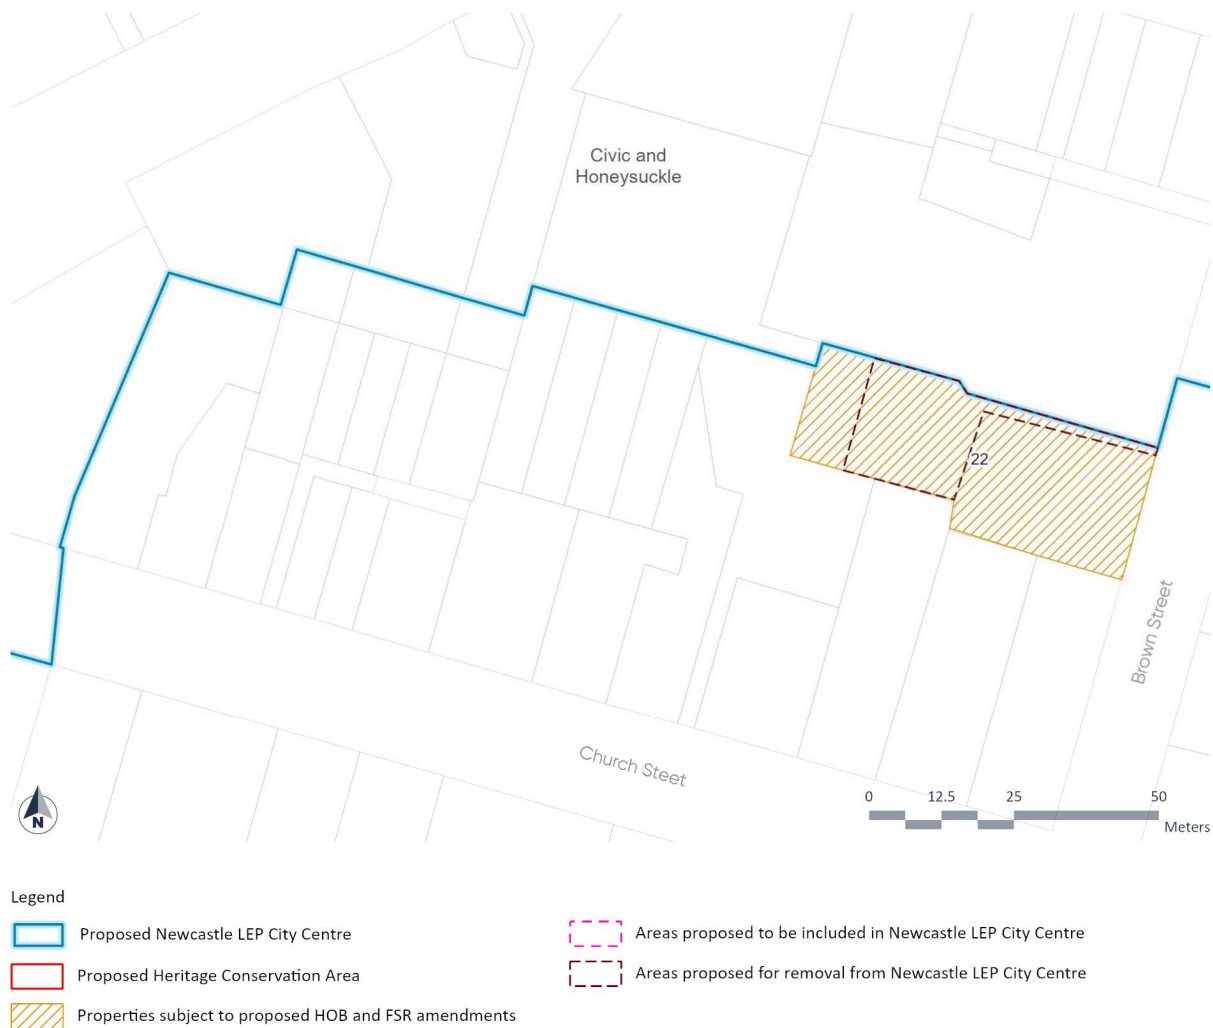 Civic and
Honeysuckle
22
Brown Street
Church Steet
N
0 12.5 25 50
Meters
Legend
Proposed Newcastle LEP City Centre
Proposed Heritage Conservation Area
Properties subject to proposed HOB and FSR amendments
Areas proposed to be included in Newcastle LEP City Centre
Areas proposed for removal from Newcastle LEP City Centre